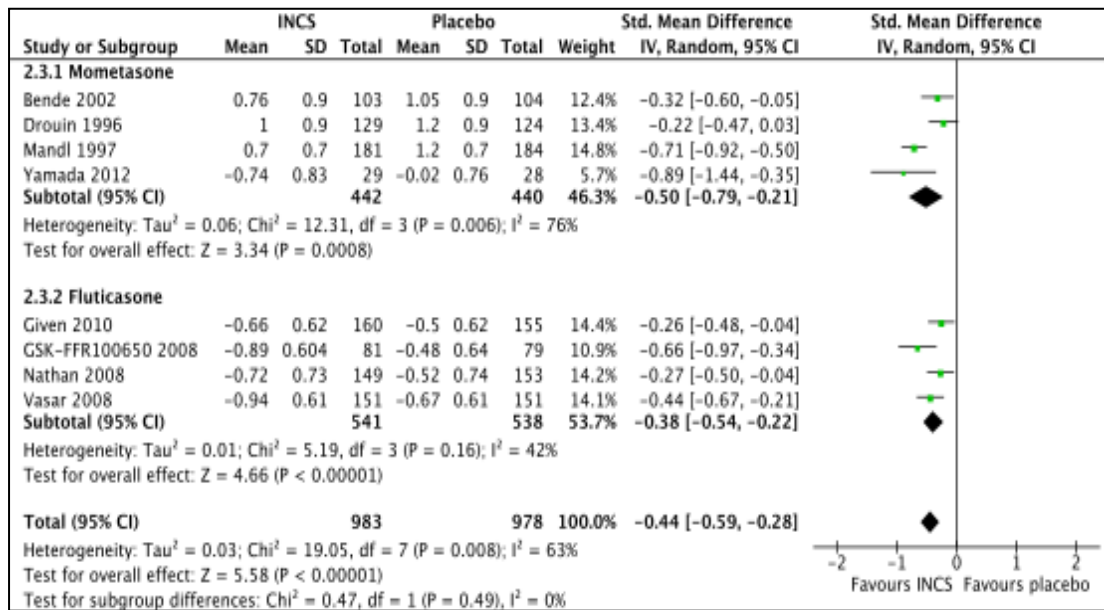 INCS Placebo Std. Mean Difference Std. Mean Difference
Study or Subgroup Mean SD Total Mean SD Total Weight IV, Random, 95% CI IV, Random, 95% CI
2.3.1 Mometasone
Bende 2002 0.76 0.9 103 1.05 0.9 104 12.4% −0.32 [−0.60, −0.05]
Drouin 1996 1 0.9 129 1.2 0.9 124 13.4% −0.22 [−0.47, 0.03]
Mandl 1997 0.7 0.7 181 1.2 0.7 184 14.8% −0.71 [−0.92, −0.50]
Yamada 2012 −0.74 0.83 29 −0.02 0.76 28 5.7% −0.89 [−1.44, −0.35]
Subtotal (95% CI) 442 440 46.3% −0.50 [−0.79, −0.21]
Heterogeneity: Tau² = 0.06; Chi² = 12.31, df = 3 (P = 0.006); I² = 76%
Test for overall effect: Z = 3.34 (P = 0.0008)
2.3.2 Fluticasone
Given 2010 −0.66 0.62 160 −0.5 0.62 155 14.4% −0.26 [−0.48, −0.04]
GSK-FFR100650 2008 −0.89 0.604 81 −0.48 0.64 79 10.9% −0.66 [−0.97, −0.34]
Nathan 2008 −0.72 0.73 149 −0.52 0.74 153 14.2% −0.27 [−0.50, −0.04]
Vasar 2008 −0.94 0.61 151 −0.67 0.61 151 14.1% −0.44 [−0.67, −0.21]
Subtotal (95% CI) 541 538 53.7% −0.38 [−0.54, −0.22]
Heterogeneity: Tau² = 0.01; Chi² = 5.19, df = 3 (P = 0.16); I² = 42%
Test for overall effect: Z = 4.66 (P < 0.00001)
Total (95% CI) 983 978 100.0% −0.44 [−0.59, −0.28]
Heterogeneity: Tau² = 0.03; Chi² = 19.05, df = 7 (P = 0.008); I² = 63%
−2 −1 0 1 2
Test for overall effect: Z = 5.58 (P < 0.00001)
Favours INCS Favours placebo
Test for subgroup differences: Chi² = 0.47, df = 1 (P = 0.49), I² = 0%